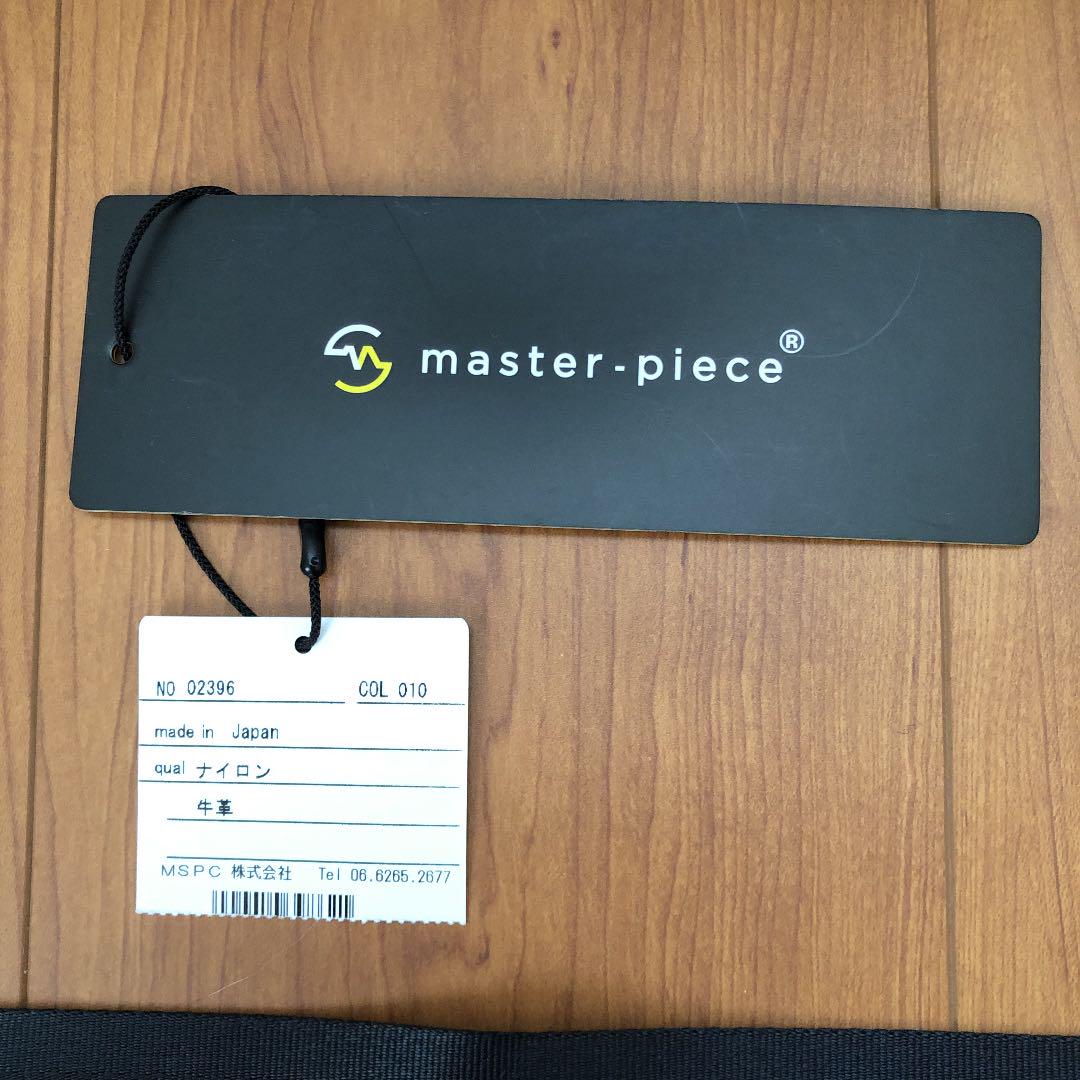 master-piece®
NO 02396 COL 010
made in Japan
qual ナイロン
牛革
MSPC 株式会社 Tel 06.6265.2677